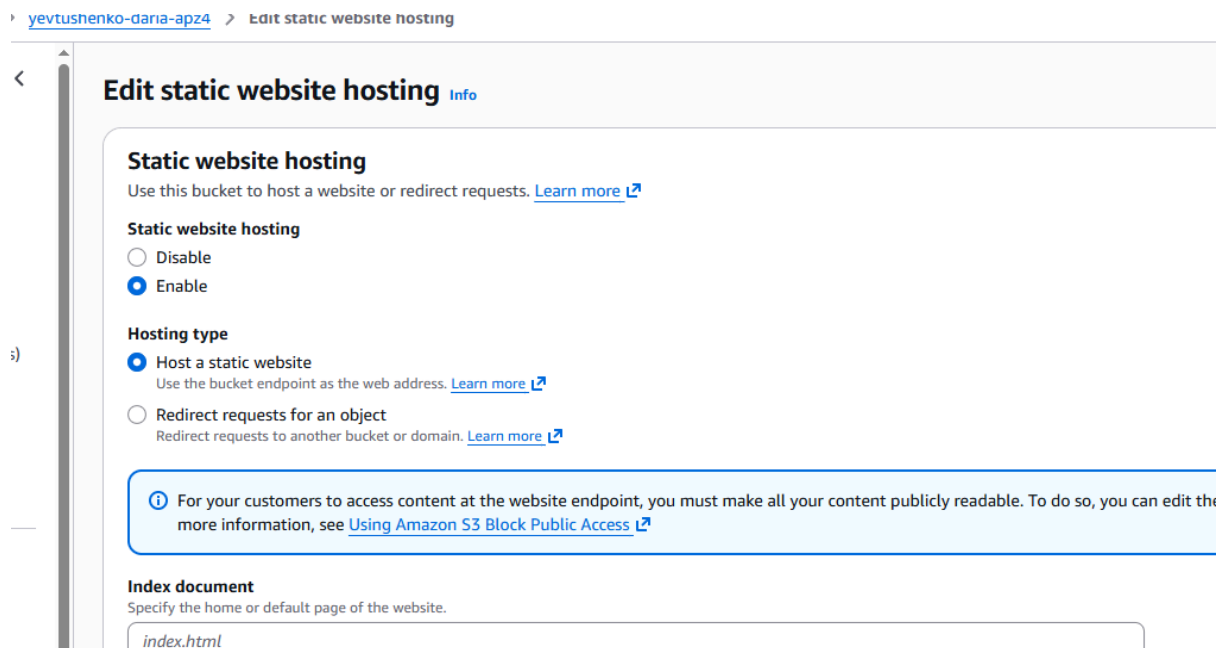 yevtushenko-daria-apz4 > Edit static website hosting
Edit static website hosting Info
Static website hosting
Use this bucket to host a website or redirect requests. Learn more
Static website hosting
Disable
Enable
Hosting type
s)
Host a static website
Use the bucket endpoint as the web address. Learn more
Redirect requests for an object
Redirect requests to another bucket or domain. Learn more
For your customers to access content at the website endpoint, you must make all your content publicly readable. To do so, you can edit the
more information, see Using Amazon S3 Block Public Access
Index document
Specify the home or default page of the website.
index.html